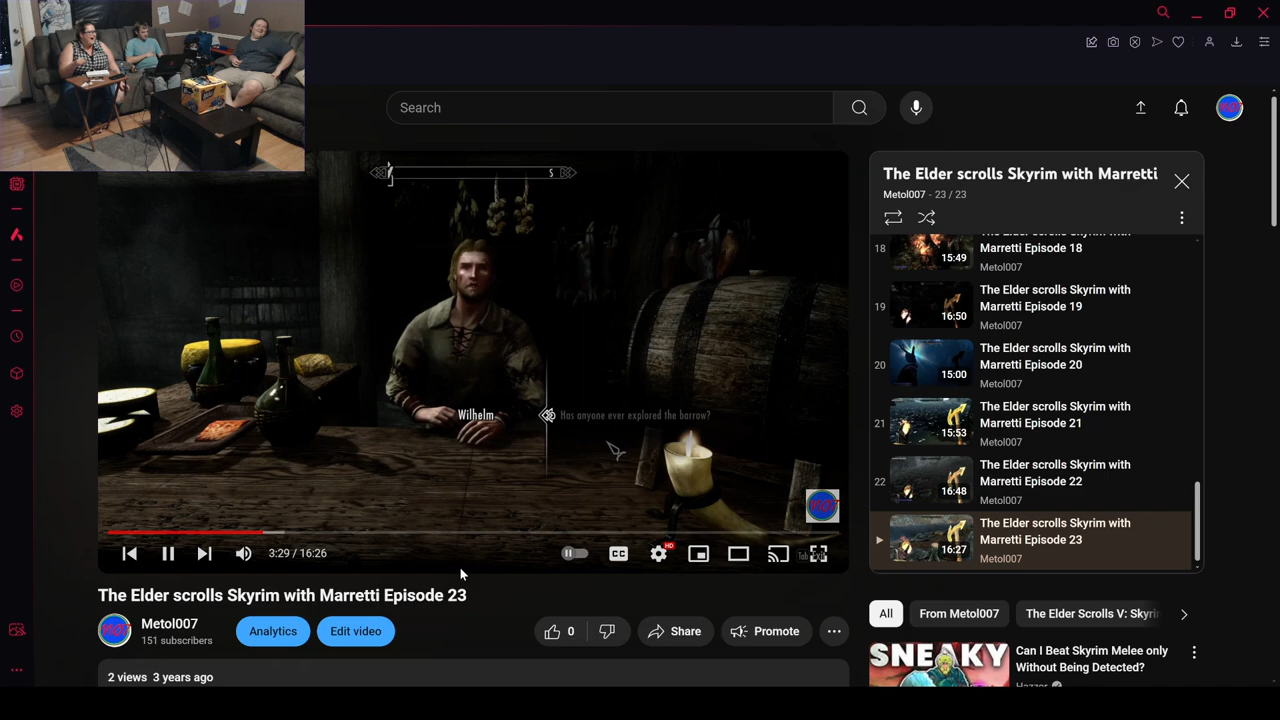 Search
S
Wilhelm
Has anyone ever explored the barrow?
3:29 / 16:26
CC
HD
The Elder scrolls Skyrim with Marretti Episode 23
Metol007
151 subscribers
Analytics
Edit video
0
Share
Promote
2 views 3 years ago
The Elder scrolls Skyrim with Marretti
Metol007 - 23 / 23
18
15:49
The Elder scrolls Skyrim with
Marretti Episode 18
Metol007
19
16:50
The Elder scrolls Skyrim with
Marretti Episode 19
Metol007
20
15:00
The Elder scrolls Skyrim with
Marretti Episode 20
Metol007
21
15:53
The Elder scrolls Skyrim with
Marretti Episode 21
Metol007
22
16:48
The Elder scrolls Skyrim with
Marretti Episode 22
Metol007
16:27
The Elder scrolls Skyrim with
Marretti Episode 23
Metol007
All
From Metol007
The Elder Scrolls V: Skyri
SNEAKY
Can I Beat Skyrim Melee only
Without Being Detected?